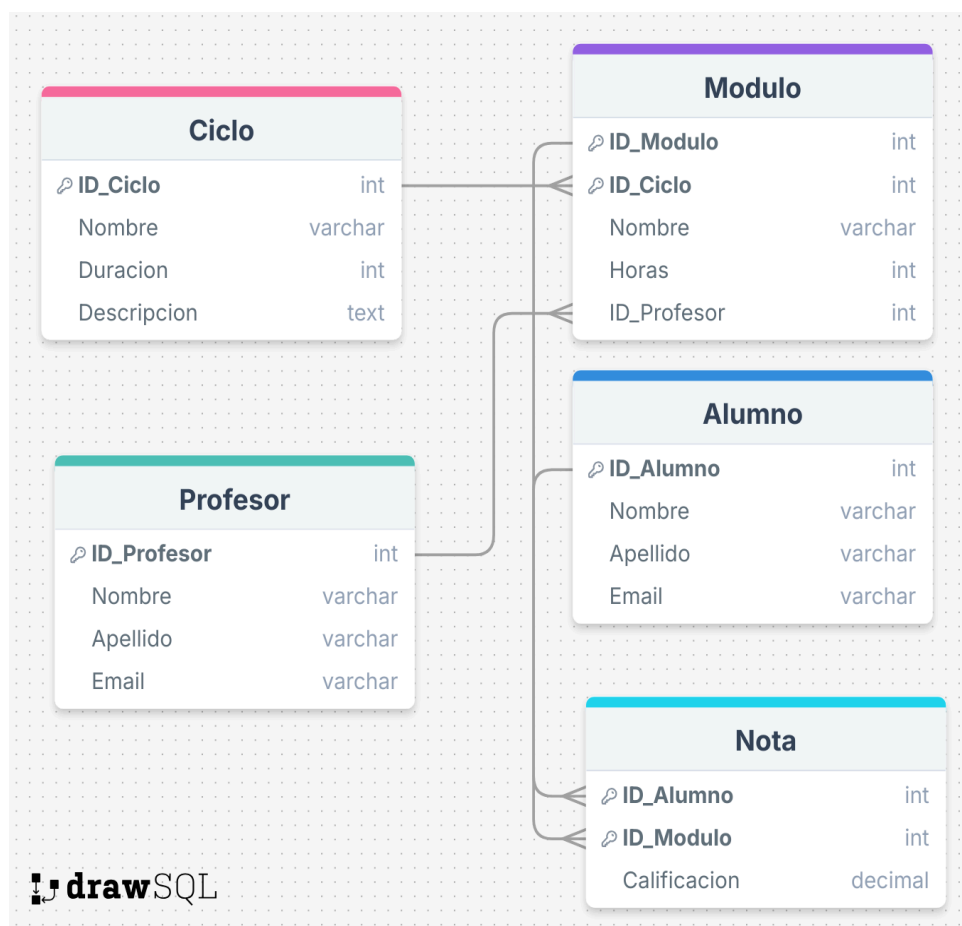 Ciclo
ID_Ciclo int
Nombre varchar
Duracion int
Descripcion text
Modulo
ID_Modulo int
ID_Ciclo int
Nombre varchar
Horas int
ID_Profesor int
Profesor
ID_Profesor int
Nombre varchar
Apellido varchar
Email varchar
Alumno
ID_Alumno int
Nombre varchar
Apellido varchar
Email varchar
Nota
ID_Alumno int
ID_Modulo int
Calificacion decimal
drawSQL